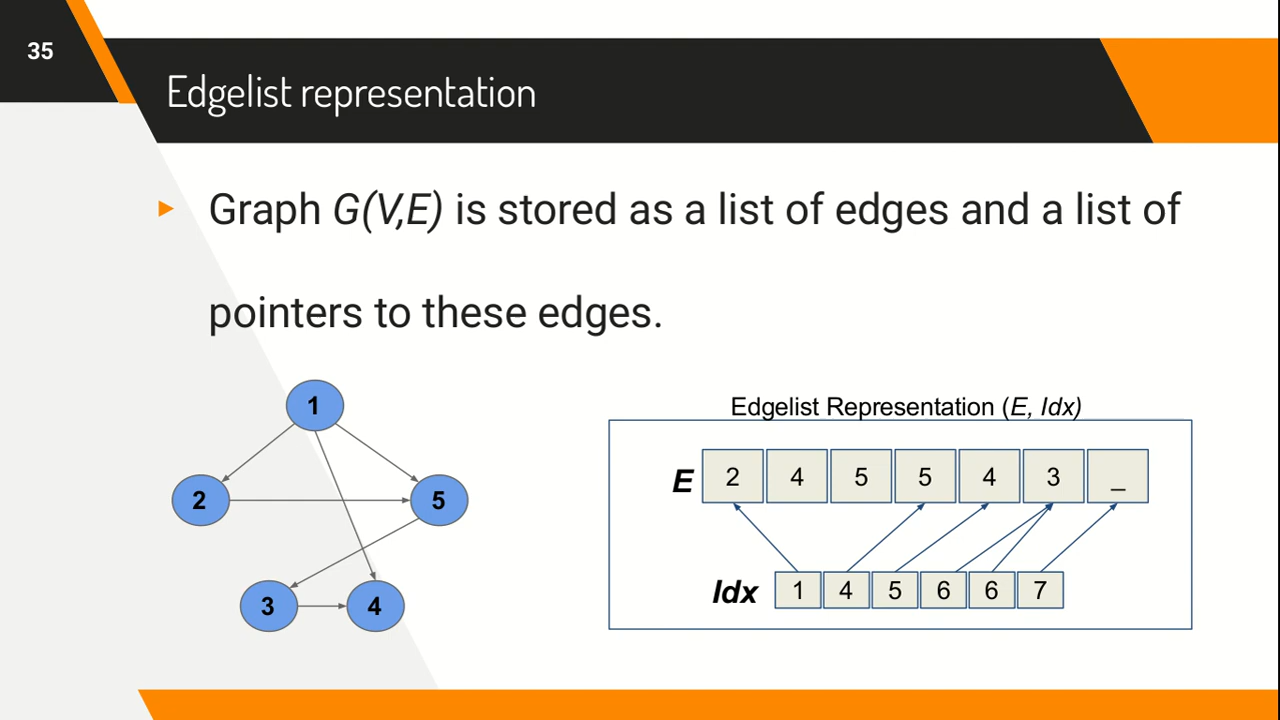 35
Edgelist representation
Graph G(V,E) is stored as a list of edges and a list of
pointers to these edges.
1
2
5
3
4
Edgelist Representation (E, Idx)
E 2 4 5 5 4 3 _
Idx 1 4 5 6 6 7